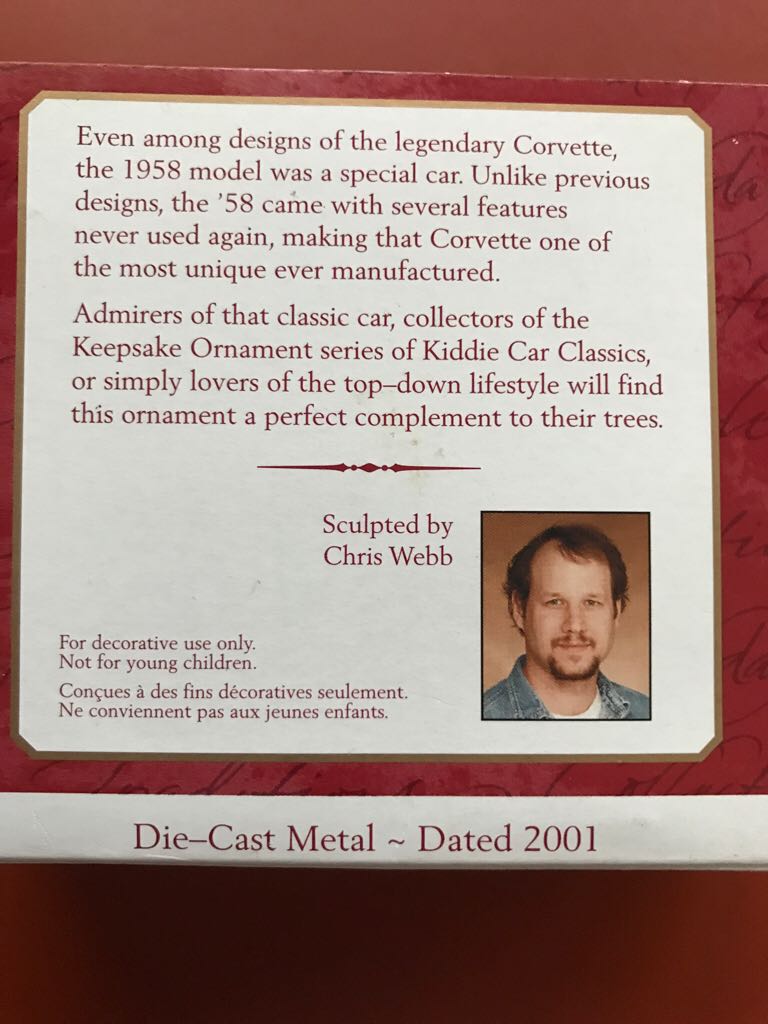 Even among designs of the legendary Corvette,
the 1958 model was a special car. Unlike previous
designs, the ’58 came with several features
never used again, making that Corvette one of
the most unique ever manufactured.
Admirers of that classic car, collectors of the
Keepsake Ornament series of Kiddie Car Classics,
or simply lovers of the top–down lifestyle will find
this ornament a perfect complement to their trees.
Sculpted by
Chris Webb
For decorative use only.
Not for young children.
Conçues à des fins décoratives seulement.
Ne conviennent pas aux jeunes enfants.
Die–Cast Metal ~ Dated 2001